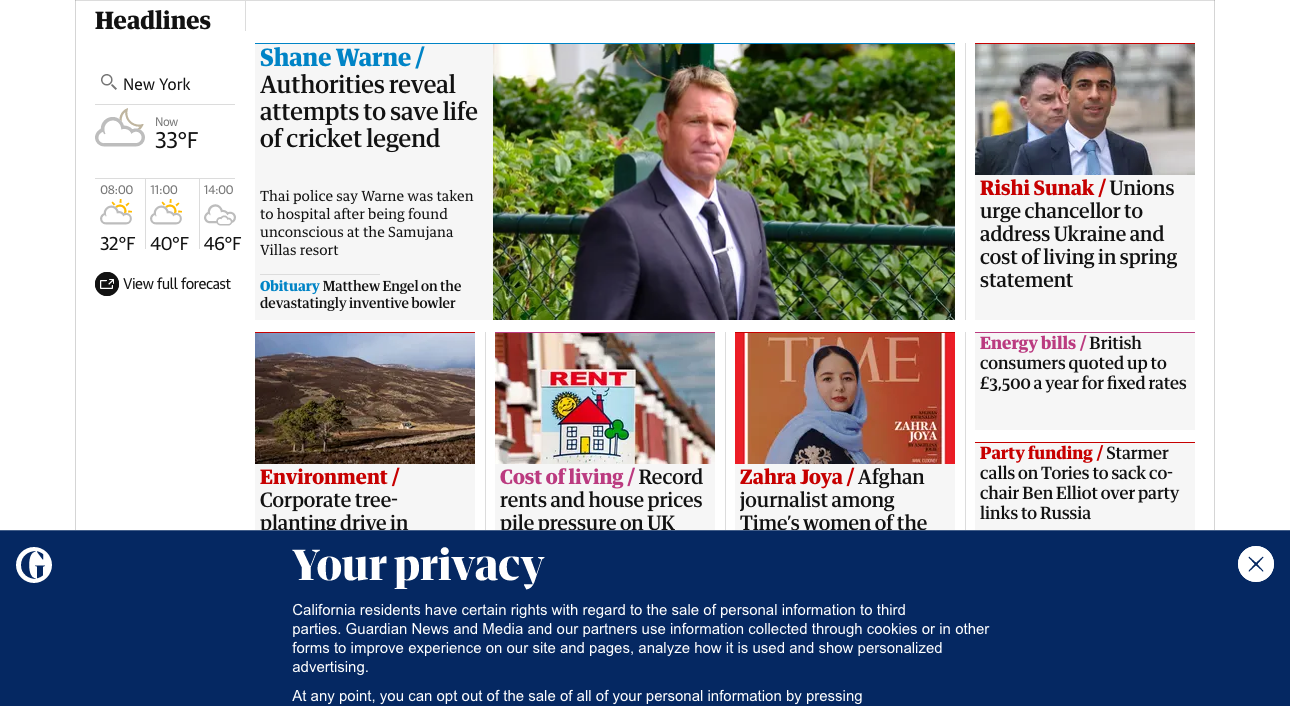 Headlines
New York
Now
33°F
08:00
11:00
14:00
32°F
40°F
46°F
View full forecast
Shane Warne /
Authorities reveal
attempts to save life
of cricket legend
Thai police say Warne was taken
to hospital after being found
unconscious at the Samujana
Villas resort
Obituary Matthew Engel on the
devastatingly inventive bowler
Rishi Sunak / Unions
urge chancellor to
address Ukraine and
cost of living in spring
statement
Environment /
Corporate tree-
planting drive in
RENT
Cost of living / Record
rents and house prices
pile pressure on UK
TIME
AFGHAN
JOURNALIST
ZAHRA
JOYA
Zahra Joya / Afghan
journalist among
Time's women of the
Energy bills / British
consumers quoted up to
£3,500 a year for fixed rates
Party funding / Starmer
calls on Tories to sack co-
chair Ben Elliot over party
links to Russia
G
Your privacy
California residents have certain rights with regard to the sale of personal information to third
parties. Guardian News and Media and our partners use information collected through cookies or in other
forms to improve experience on our site and pages, analyze how it is used and show personalized
advertising.
At any point, you can opt out of the sale of all of your personal information by pressing